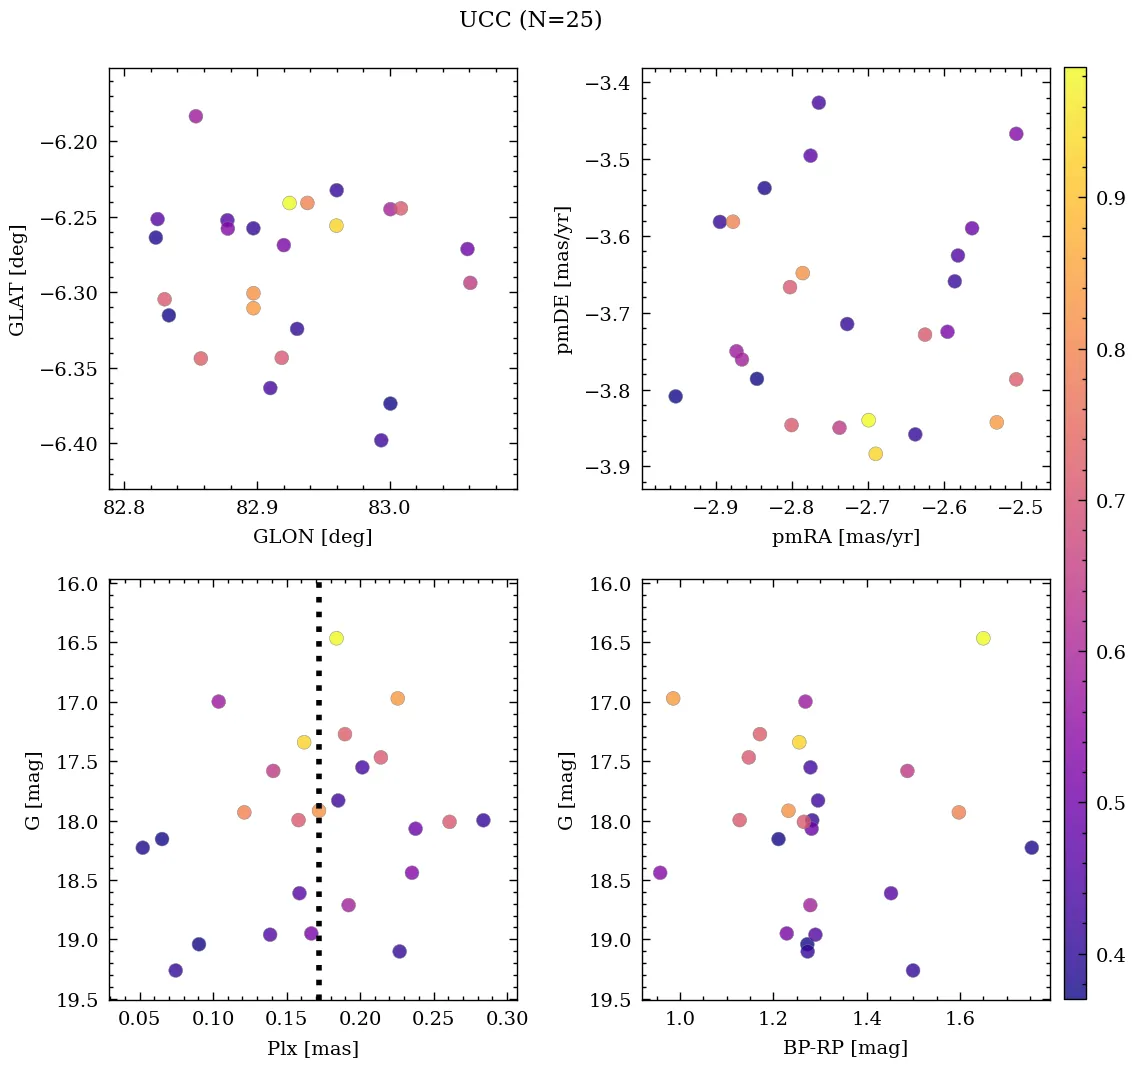 UCC (N=25)
−6.20
−6.25
−6.30
−6.35
−6.40
GLAT [deg]
82.8 82.9 83.0
GLON [deg]
−3.4
−3.5
−3.6
−3.7
−3.8
−3.9
pmDE [mas/yr]
−2.9 −2.8 −2.7 −2.6 −2.5
pmRA [mas/yr]
16.0
16.5
17.0
17.5
18.0
18.5
19.0
19.5
G [mag]
0.05 0.10 0.15 0.20 0.25 0.30
Plx [mas]
16.0
16.5
17.0
17.5
18.0
18.5
19.0
19.5
G [mag]
1.0 1.2 1.4 1.6
BP-RP [mag]
0.9
0.8
0.7
0.6
0.5
0.4